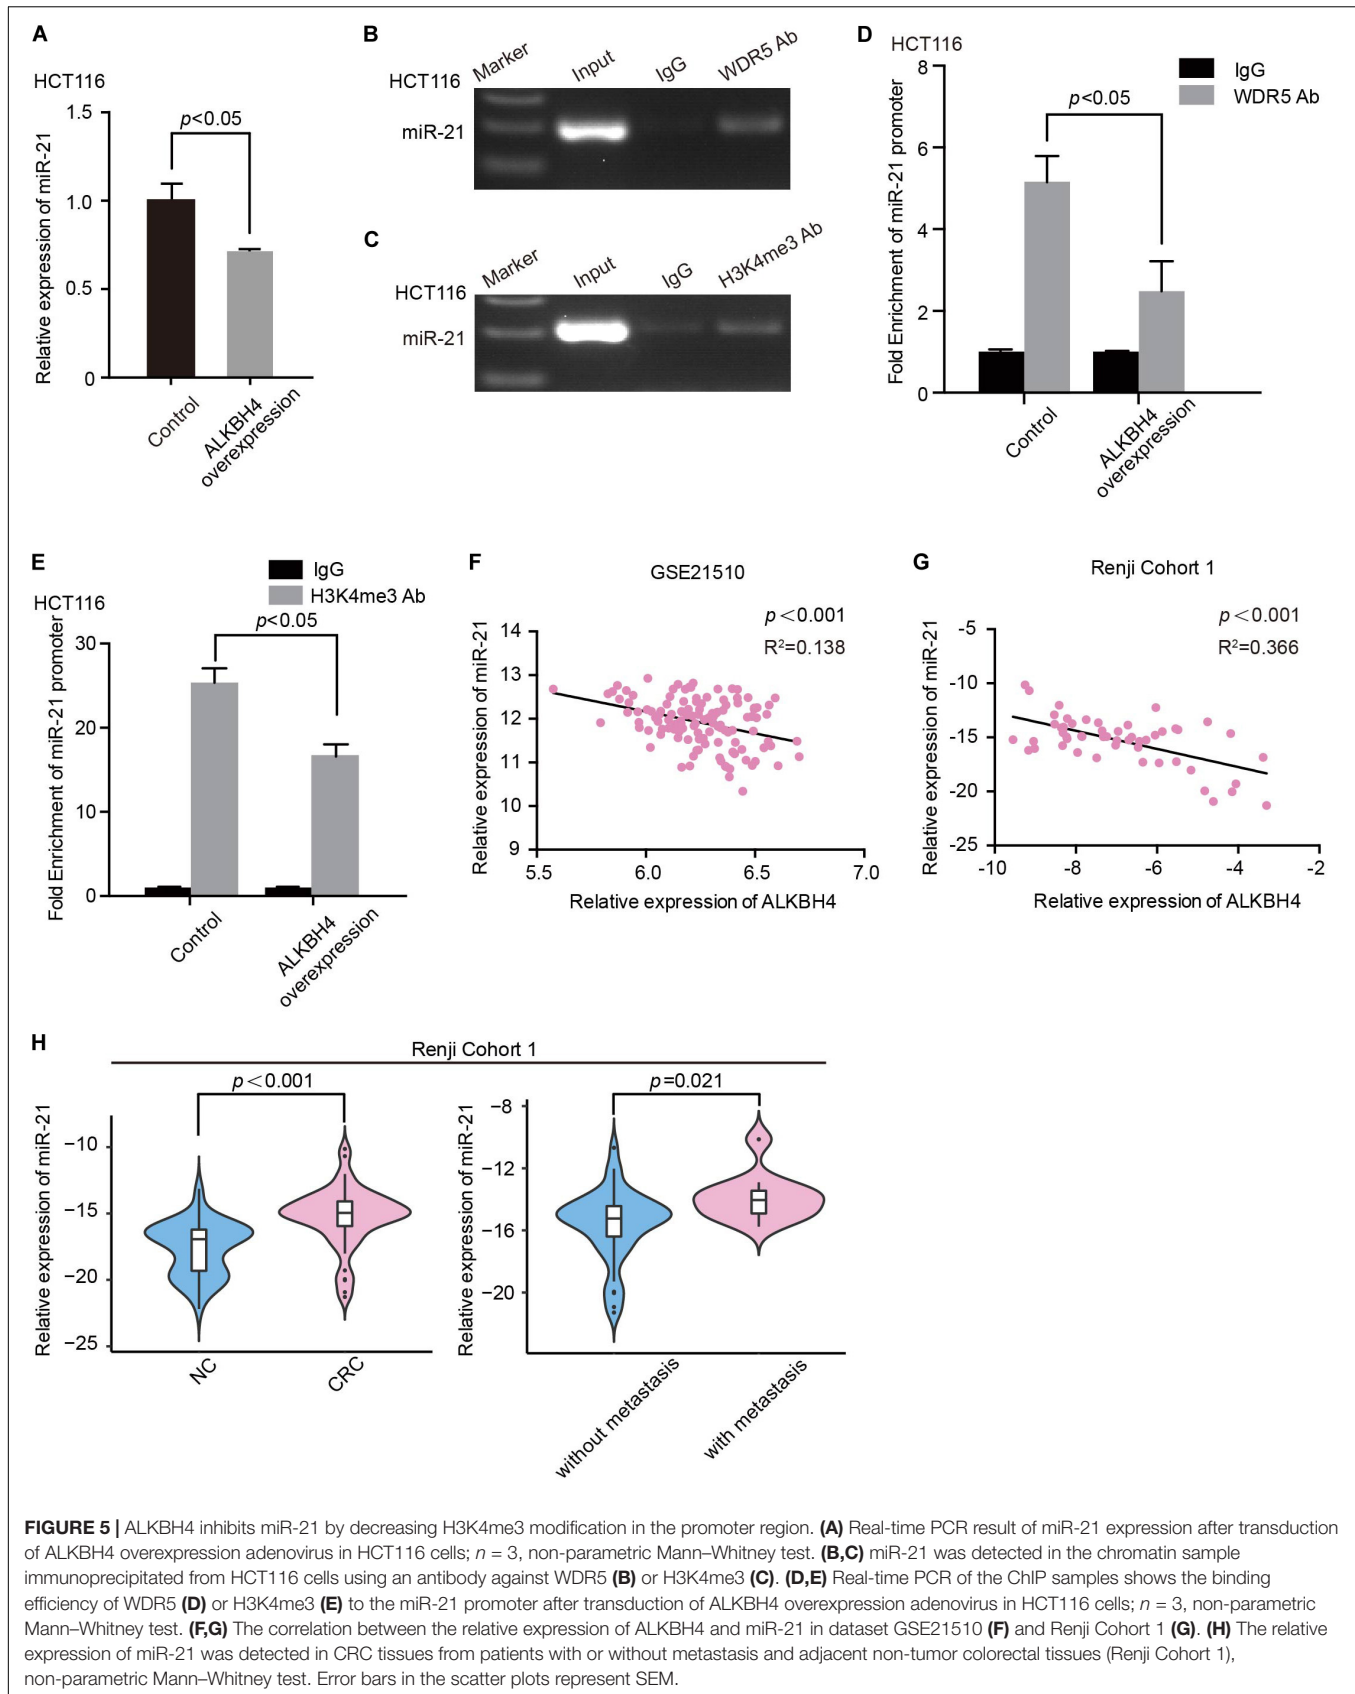 A
HCT116
Relative expression of miR-21
1.5
1.0
0.5
0
p<0.05
Control
ALKBH4
overexpression
B
HCT116
Marker
Input
IgG
WDR5 Ab
miR-21
C
HCT116
Marker
Input
IgG
H3K4me3 Ab
miR-21
D
HCT116
IgG
WDR5 Ab
Fold Enrichment of miR-21 promoter
8
6
4
2
0
p<0.05
Control
ALKBH4
overexpression
E
HCT116
IgG
H3K4me3 Ab
Fold Enrichment of miR-21 promoter
30
20
10
0
p<0.05
Control
ALKBH4
overexpression
F
GSE21510
p<0.001
R²=0.138
Relative expression of miR-21
14
13
12
11
10
9
5.5
6.0
6.5
7.0
Relative expression of ALKBH4
G
Renji Cohort 1
p<0.001
R²=0.366
Relative expression of miR-21
-5
-10
-15
-20
-25
-10
-8
-6
-4
-2
Relative expression of ALKBH4
H
Renji Cohort 1
Relative expression of miR-21
−10
−15
−20
−25
p<0.001
NC
CRC
Relative expression of miR-21
−8
−12
−16
−20
p=0.021
without metastasis
with metastasis
FIGURE 5 | ALKBH4 inhibits miR-21 by decreasing H3K4me3 modification in the promoter region. (A) Real-time PCR result of miR-21 expression after transduction
of ALKBH4 overexpression adenovirus in HCT116 cells; n = 3, non-parametric Mann–Whitney test. (B,C) miR-21 was detected in the chromatin sample
immunoprecipitated from HCT116 cells using an antibody against WDR5 (B) or H3K4me3 (C). (D,E) Real-time PCR of the ChIP samples shows the binding
efficiency of WDR5 (D) or H3K4me3 (E) to the miR-21 promoter after transduction of ALKBH4 overexpression adenovirus in HCT116 cells; n = 3, non-parametric
Mann–Whitney test. (F,G) The correlation between the relative expression of ALKBH4 and miR-21 in dataset GSE21510 (F) and Renji Cohort 1 (G). (H) The relative
expression of miR-21 was detected in CRC tissues from patients with or without metastasis and adjacent non-tumor colorectal tissues (Renji Cohort 1),
non-parametric Mann–Whitney test. Error bars in the scatter plots represent SEM.